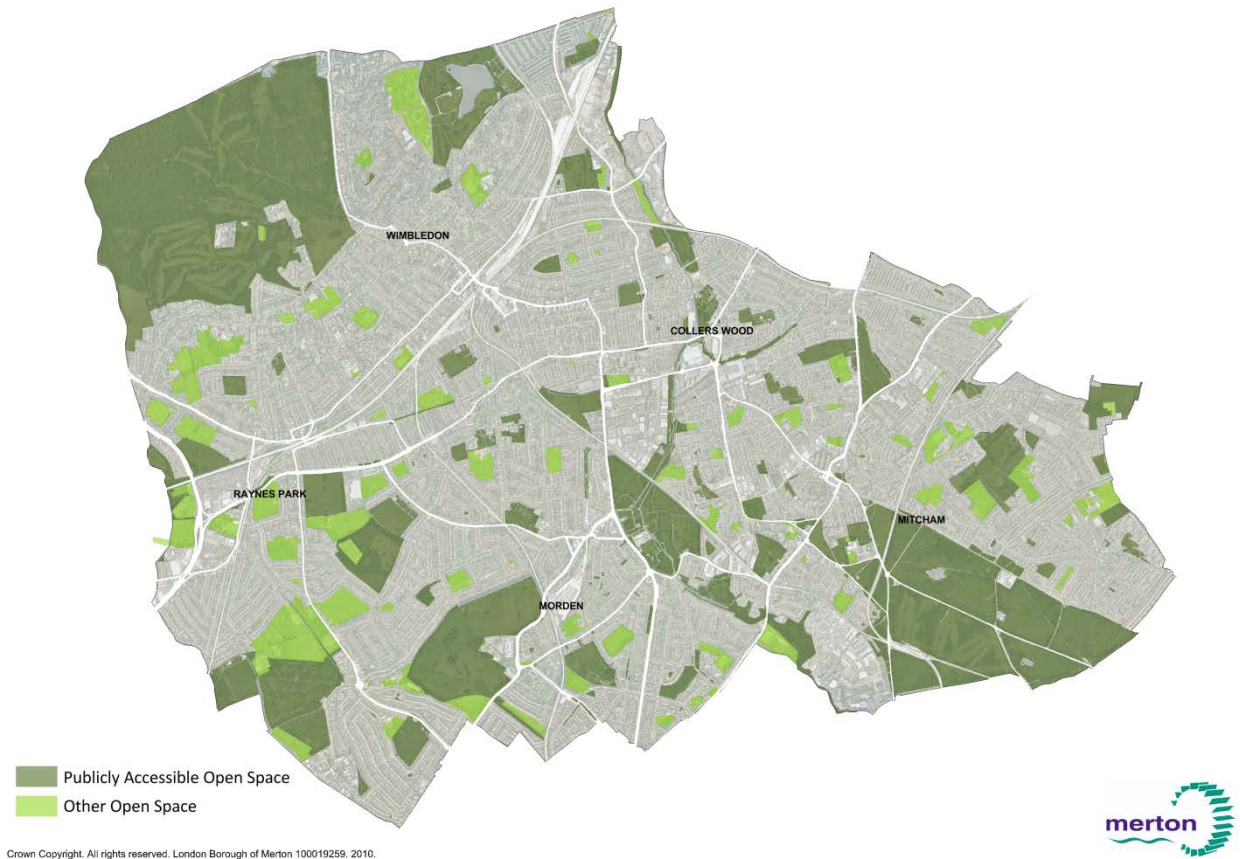 WIMBLEDON
COLLERS WOOD
RAYNES PARK
MITCHAM
MORDEN
Publicly Accessible Open Space
Other Open Space
merton
Crown Copyright. All rights reserved. London Borough of Merton 100019259. 2010.